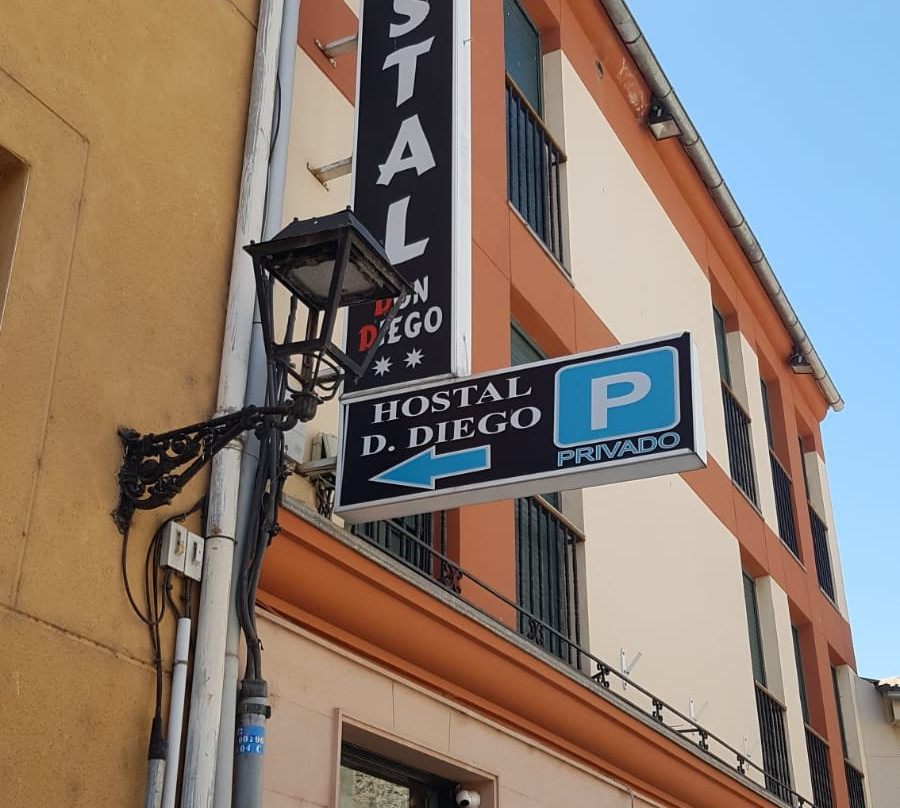 STAL
DON
DIEGO
HOSTAL
D. DIEGO
P
PRIVADO